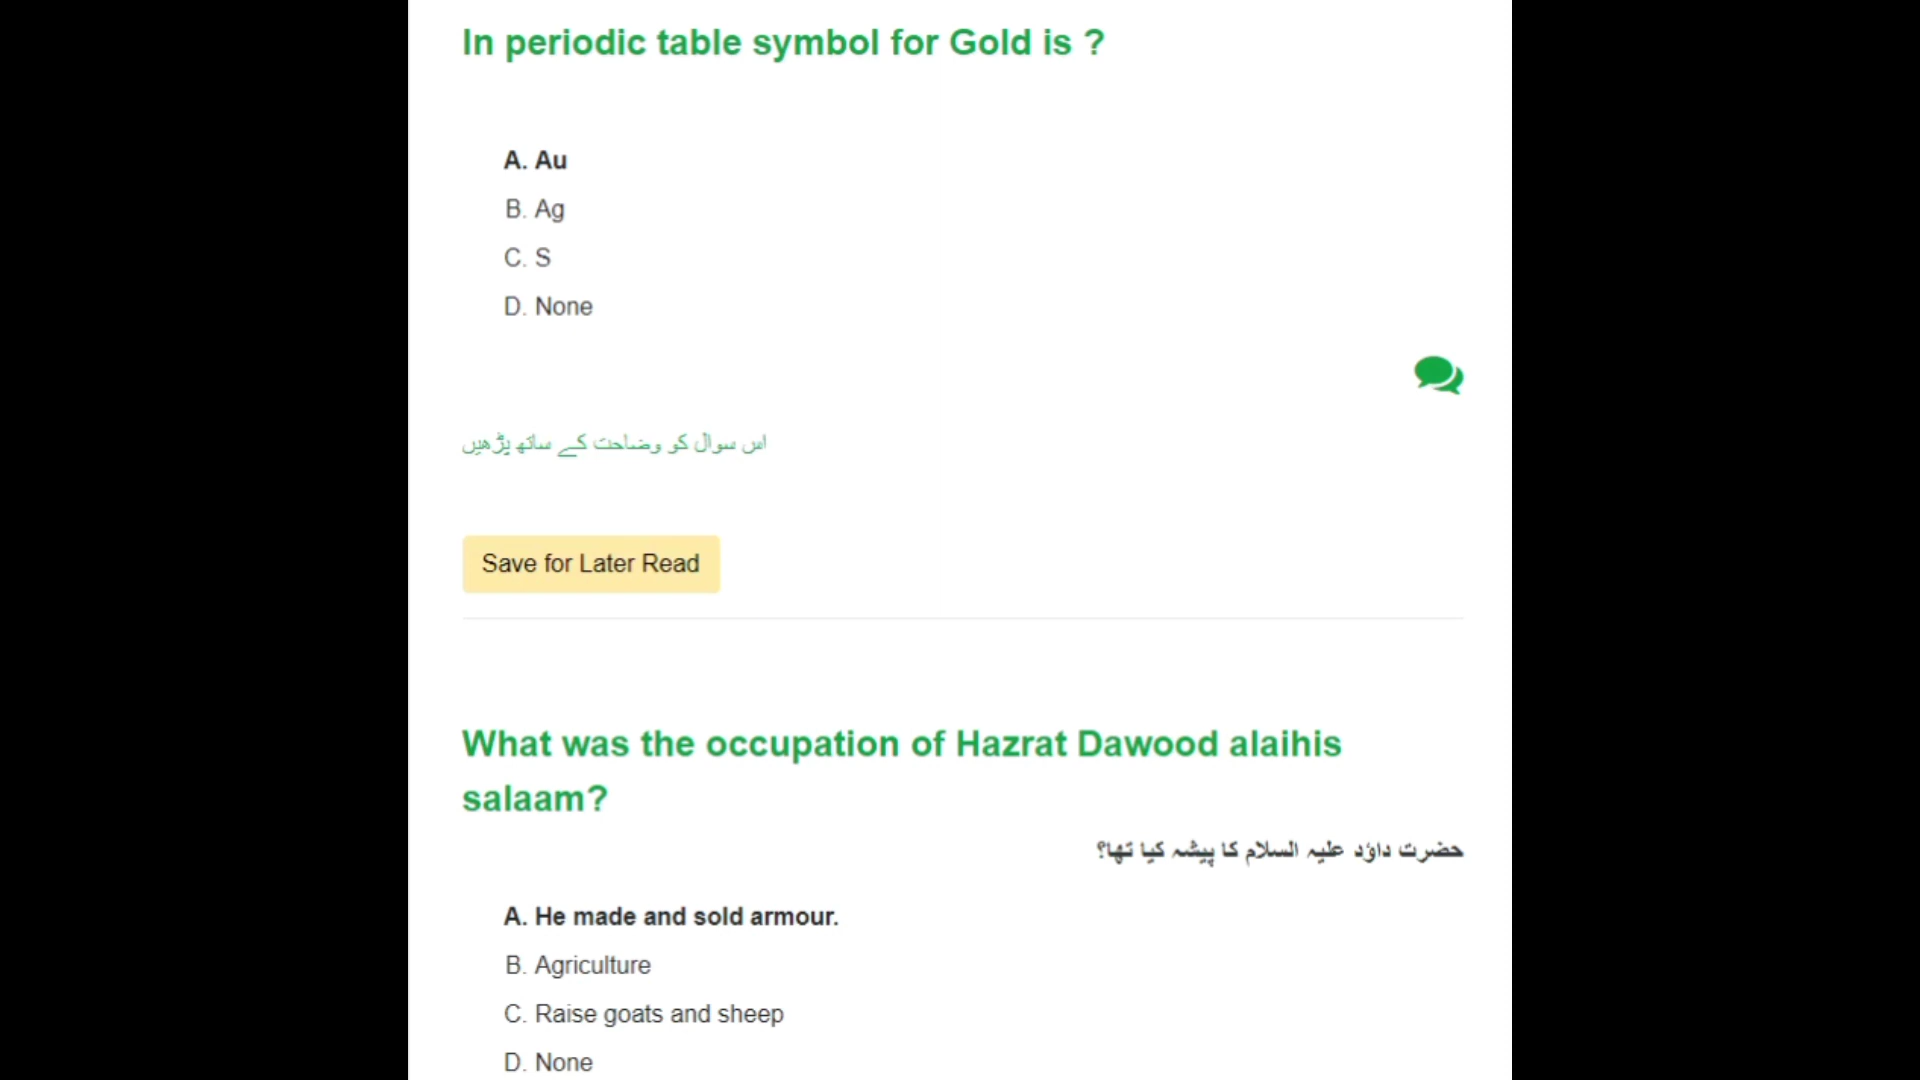 In periodic table symbol for Gold is ?
A. Au
B. Ag
C. S
D. None
اس سوال کو وضاحت کے ساتھ پڑھیں
Save for Later Read
What was the occupation of Hazrat Dawood alaihis
salaam?
حضرت داؤد علیہ السلام کا پیشہ کیا تھا؟
A. He made and sold armour.
B. Agriculture
C. Raise goats and sheep
D. None